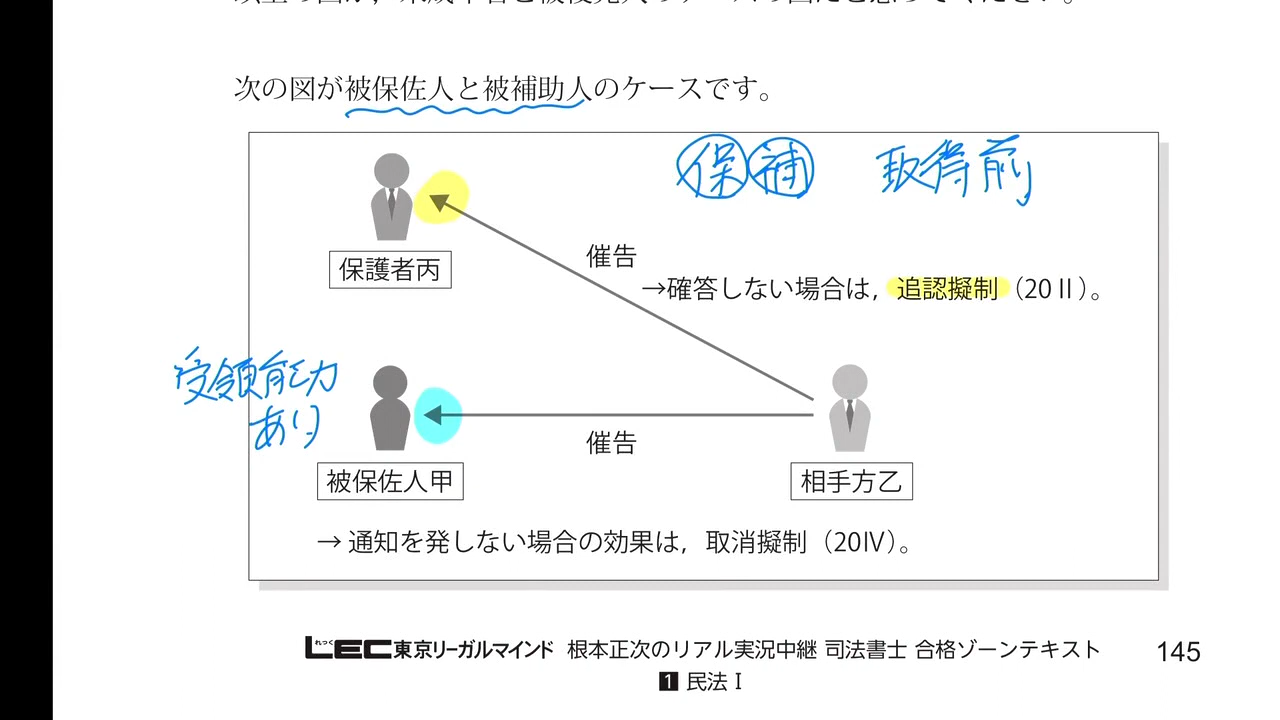 次の図が被保佐人と被補助人のケースです。
保 補 取得前
催告
→確答しない場合は，追認擬制（20Ⅱ）。
保護者丙
受領能力
あり
催告
被保佐人甲
相手方乙
→ 通知を発しない場合の効果は，取消擬制（20Ⅳ）。
れっく
LEC東京リーガルマインド 根本正次のリアル実況中継 司法書士 合格ゾーンテキスト
1 民法Ⅰ
145